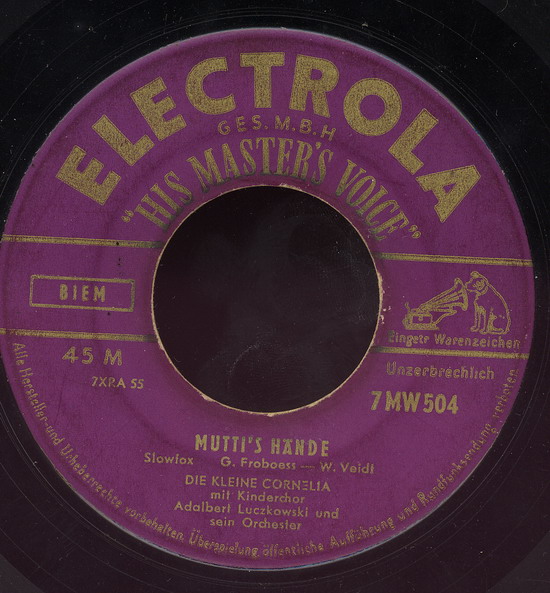 ELECTROLA
GES. M. B. H
"HIS MASTER'S VOICE"
BIEM
Eingetr Warenzeichen
45 M
7XRA 55
Unzerbrechlich
7 MW 504
MUTTI'S HÄNDE
Slowfox G. Froboess — W. Veidl
DIE KLEINE CORNELIA
mit Kinderchor
Adalbert Luczkowski und
sein Orchester
Alle Hersteller-und Urheberrechte vorbehalten. Überspielung öffentliche Aufführung und Rundfunksendung verboten